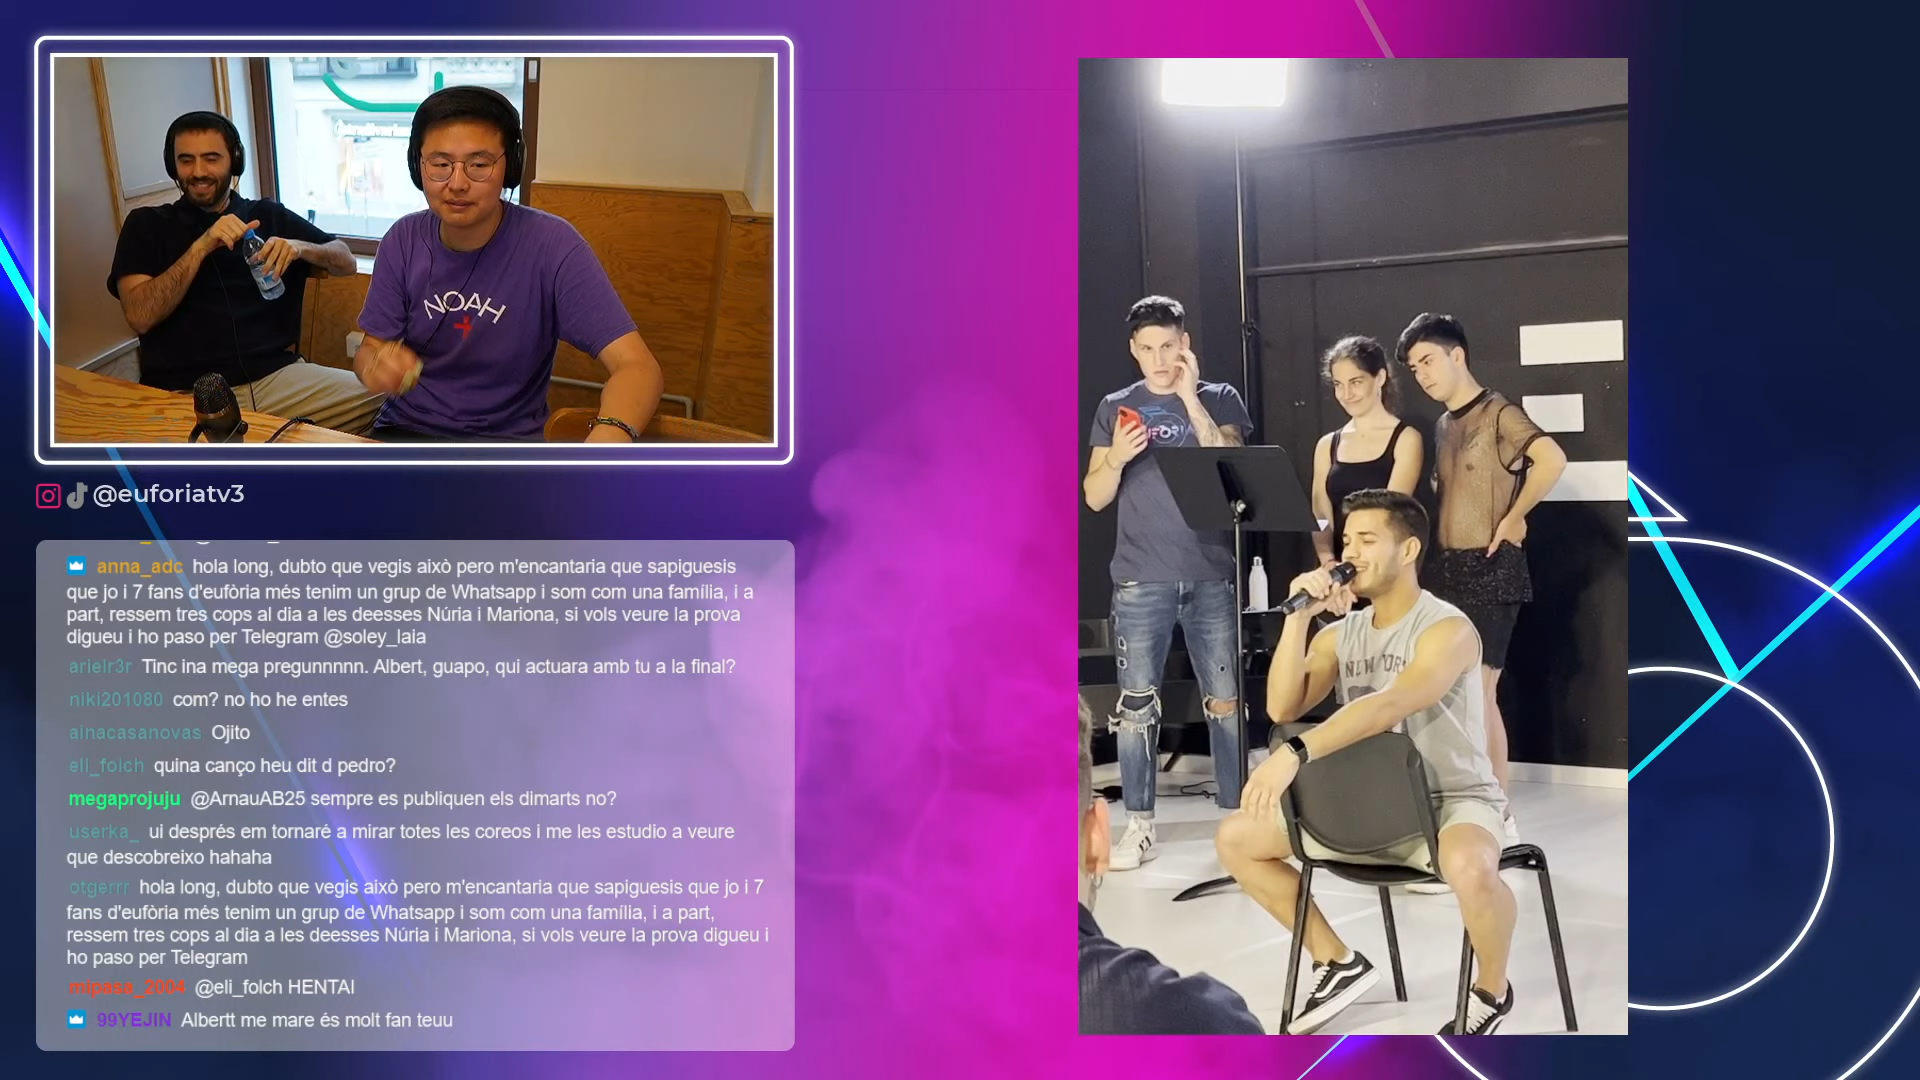 NOAH
@euforiatv3
anna_adc hola long, dubto que vegis això pero m'encantaria que sapiguesis
que jo i 7 fans d'eufòria més tenim un grup de Whatsapp i som com una família, i a
part, ressem tres cops al dia a les deesses Núria i Mariona, si vols veure la prova
digueu i ho paso per Telegram @soley_laia
arielr3r Tinc ina mega pregunnnnn. Albert, guapo, qui actuara amb tu a la final?
niki201080 com? no ho he entes
ainacasanovas Ojito
eli_folch quina canço heu dit d pedro?
megaprojuju @ArnauAB25 sempre es publiquen els dimarts no?
userka_ ui després em tornaré a mirar totes les coreos i me les estudio a veure
que descobreixo hahaha
otgerrr hola long, dubto que vegis això pero m'encantaria que sapiguesis que jo i 7
fans d'eufòria més tenim un grup de Whatsapp i som com una família, i a part,
ressem tres cops al dia a les deesses Núria i Mariona, si vols veure la prova digueu i
ho paso per Telegram
mipasa_2004 @eli_folch HENTAI
99YEJIN Albertt me mare és molt fan teuu
NEW YORK